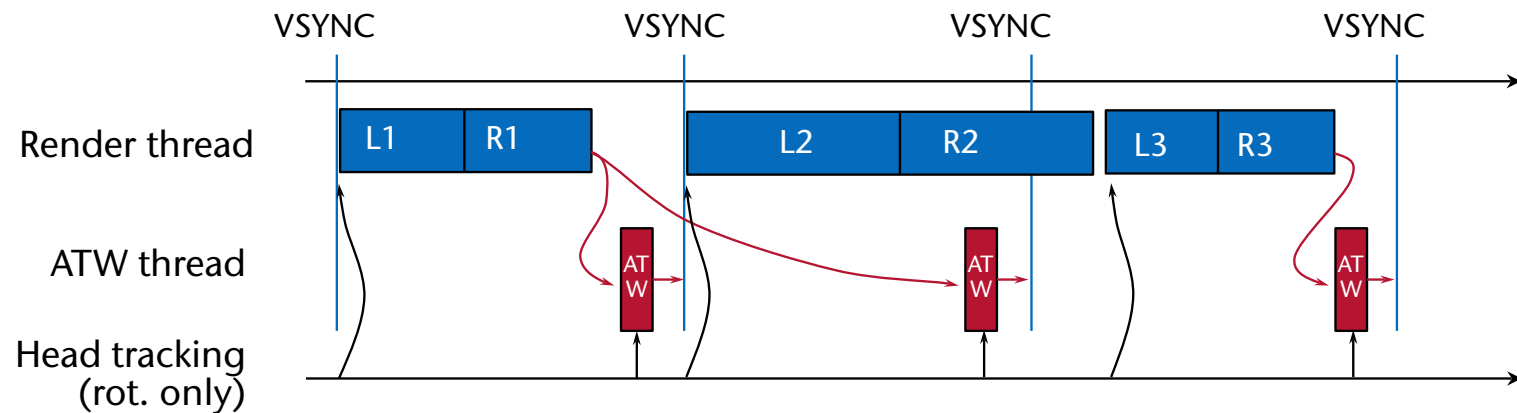 VSYNC VSYNC VSYNC VSYNC
Render thread
L1 R1 L2 R2 L3 R3
ATW thread
AT
W
AT
W
AT
W
Head tracking
(rot. only)